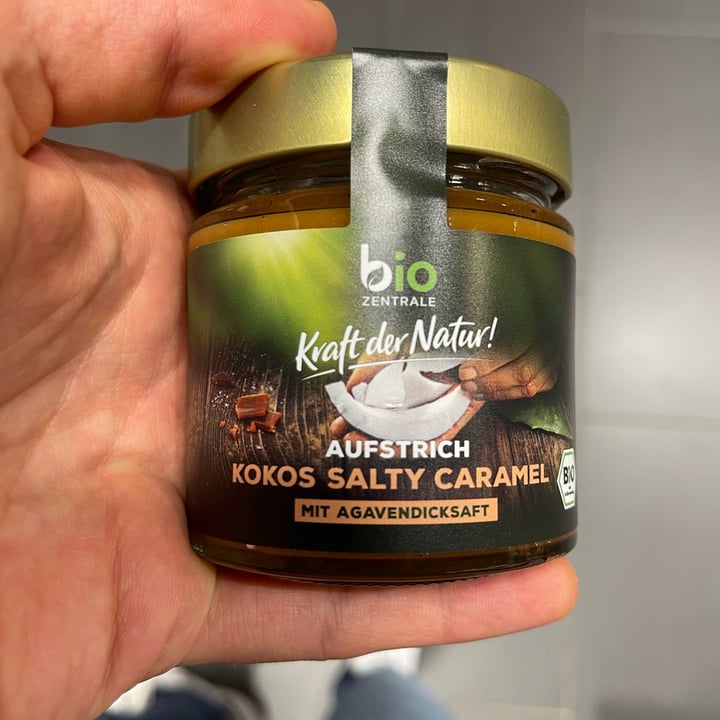 bio
ZENTRALE
Kraft der Natur!
AUFSTRICH
KOKOS SALTY CARAMEL
MIT AGAVENDICKSAFT
BiO